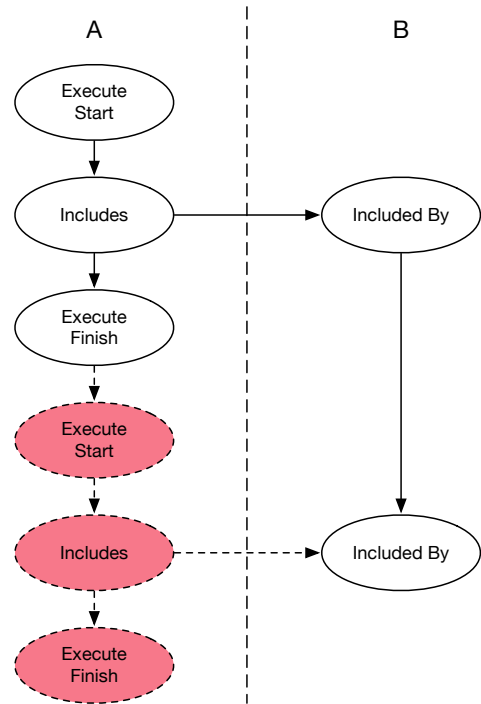 A
B
Execute
Start
Includes
Included By
Execute
Finish
Execute
Start
Includes
Included By
Execute
Finish